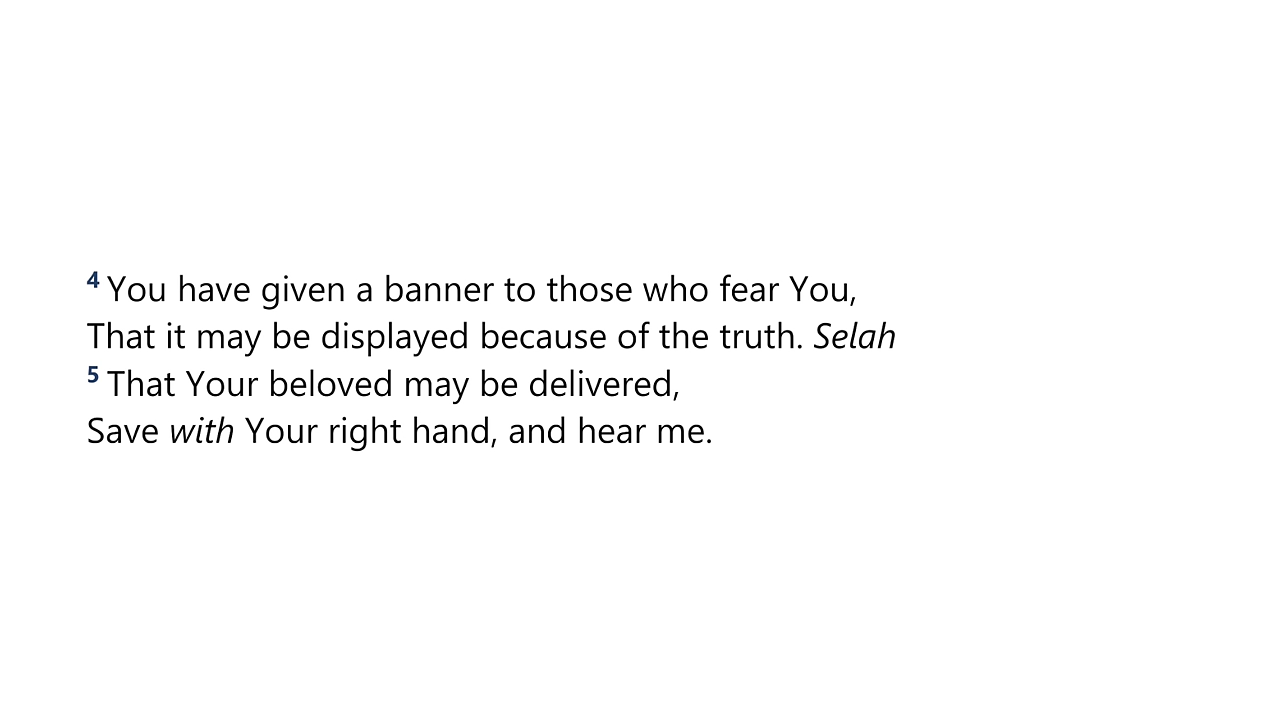 4 You have given a banner to those who fear You,
That it may be displayed because of the truth. Selah
5 That Your beloved may be delivered,
Save with Your right hand, and hear me.